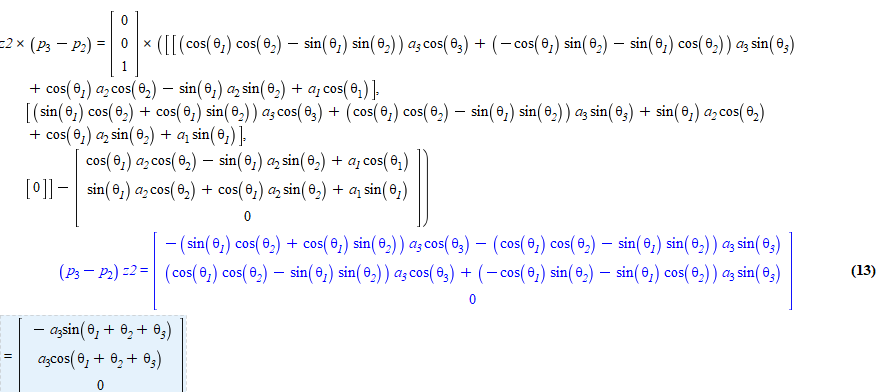 z2 × (p₃ − p₂) = [0; 0; 1] × ([[(cos(θ₁) cos(θ₂) − sin(θ₁) sin(θ₂)) a₃ cos(θ₃) + (−cos(θ₁) sin(θ₂) − sin(θ₁) cos(θ₂)) a₃ sin(θ₃)
+ cos(θ₁) a₂ cos(θ₂) − sin(θ₁) a₂ sin(θ₂) + a₁ cos(θ₁)],
[(sin(θ₁) cos(θ₂) + cos(θ₁) sin(θ₂)) a₃ cos(θ₃) + (cos(θ₁) cos(θ₂) − sin(θ₁) sin(θ₂)) a₃ sin(θ₃) + sin(θ₁) a₂ cos(θ₂)
+ cos(θ₁) a₂ sin(θ₂) + a₁ sin(θ₁)],
cos(θ₁) a₂ cos(θ₂) − sin(θ₁) a₂ sin(θ₂) + a₁ cos(θ₁)
[0]] − sin(θ₁) a₂ cos(θ₂) + cos(θ₁) a₂ sin(θ₂) + a₁ sin(θ₁)
0 )
−(sin(θ₁) cos(θ₂) + cos(θ₁) sin(θ₂)) a₃ cos(θ₃) − (cos(θ₁) cos(θ₂) − sin(θ₁) sin(θ₂)) a₃ sin(θ₃)
(p₃ − p₂) z2 = (cos(θ₁) cos(θ₂) − sin(θ₁) sin(θ₂)) a₃ cos(θ₃) + (−cos(θ₁) sin(θ₂) − sin(θ₁) cos(θ₂)) a₃ sin(θ₃) (13)
0
− a₃ sin(θ₁ + θ₂ + θ₃)
= a₃ cos(θ₁ + θ₂ + θ₃)
0